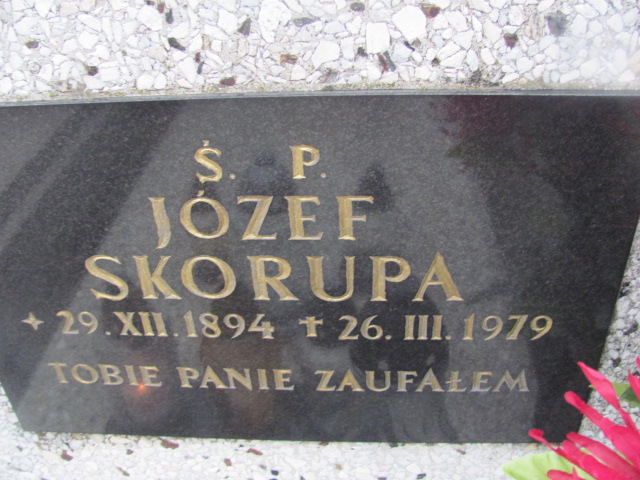 Ś. P.
JÓZEF
SKORUPA
✦ 29.XII.1894 ✝ 26.III.1979
TOBIE PANIE ZAUFAŁEM